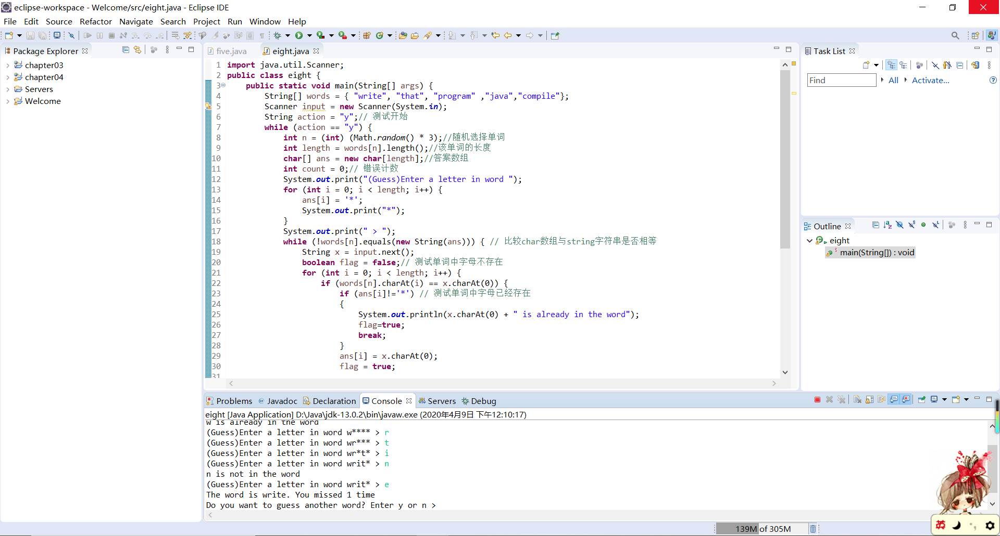 eclipse-workspace - Welcome/src/eight.java - Eclipse IDE
File Edit Source Refactor Navigate Search Project Run Window Help
Package Explorer
chapter03
chapter04
Servers
Welcome
five.java
eight.java
1 import java.util.Scanner;
2 public class eight {
3 public static void main(String[] args) {
4 String[] words = { "write", "that", "program" ,"java","compile"};
5 Scanner input = new Scanner(System.in);
6 String action = "y";// 测试开始
7 while (action == "y") {
8 int n = (int) (Math.random() * 3);//随机选择单词
9 int length = words[n].length();//该单词的长度
10 char[] ans = new char[length];//答案数组
11 int count = 0;// 错误计数
12 System.out.print("(Guess)Enter a letter in word ");
13 for (int i = 0; i < length; i++) {
14 ans[i] = '*';
15 System.out.print("*");
16 }
17 System.out.print(" > ");
18 while (!words[n].equals(new String(ans))) { // 比较char数组与string字符串是否相等
19 String x = input.next();
20 boolean flag = false;// 测试单词中字母不存在
21 for (int i = 0; i < length; i++) {
22 if (words[n].charAt(i) == x.charAt(0)) {
23 if (ans[i]!='*') // 测试单词中字母已经存在
24 {
25 System.out.println(x.charAt(0) + " is already in the word");
26 flag=true;
27 break;
28 }
29 ans[i] = x.charAt(0);
30 flag = true;
31
Task List
Find All Activate...
Outline
eight
main(String[]) : void
Problems Javadoc Declaration Console Servers Debug
eight [Java Application] D:\Java\jdk-13.0.2\bin\javaw.exe (2020年4月9日 下午12:10:17)
w is already in the word
(Guess)Enter a letter in word w**** > r
(Guess)Enter a letter in word wr*** > t
(Guess)Enter a letter in word wr*t* > i
(Guess)Enter a letter in word writ* > n
n is not in the word
(Guess)Enter a letter in word writ* > e
The word is write. You missed 1 time
Do you want to guess another word? Enter y or n >
139M of 305M
英